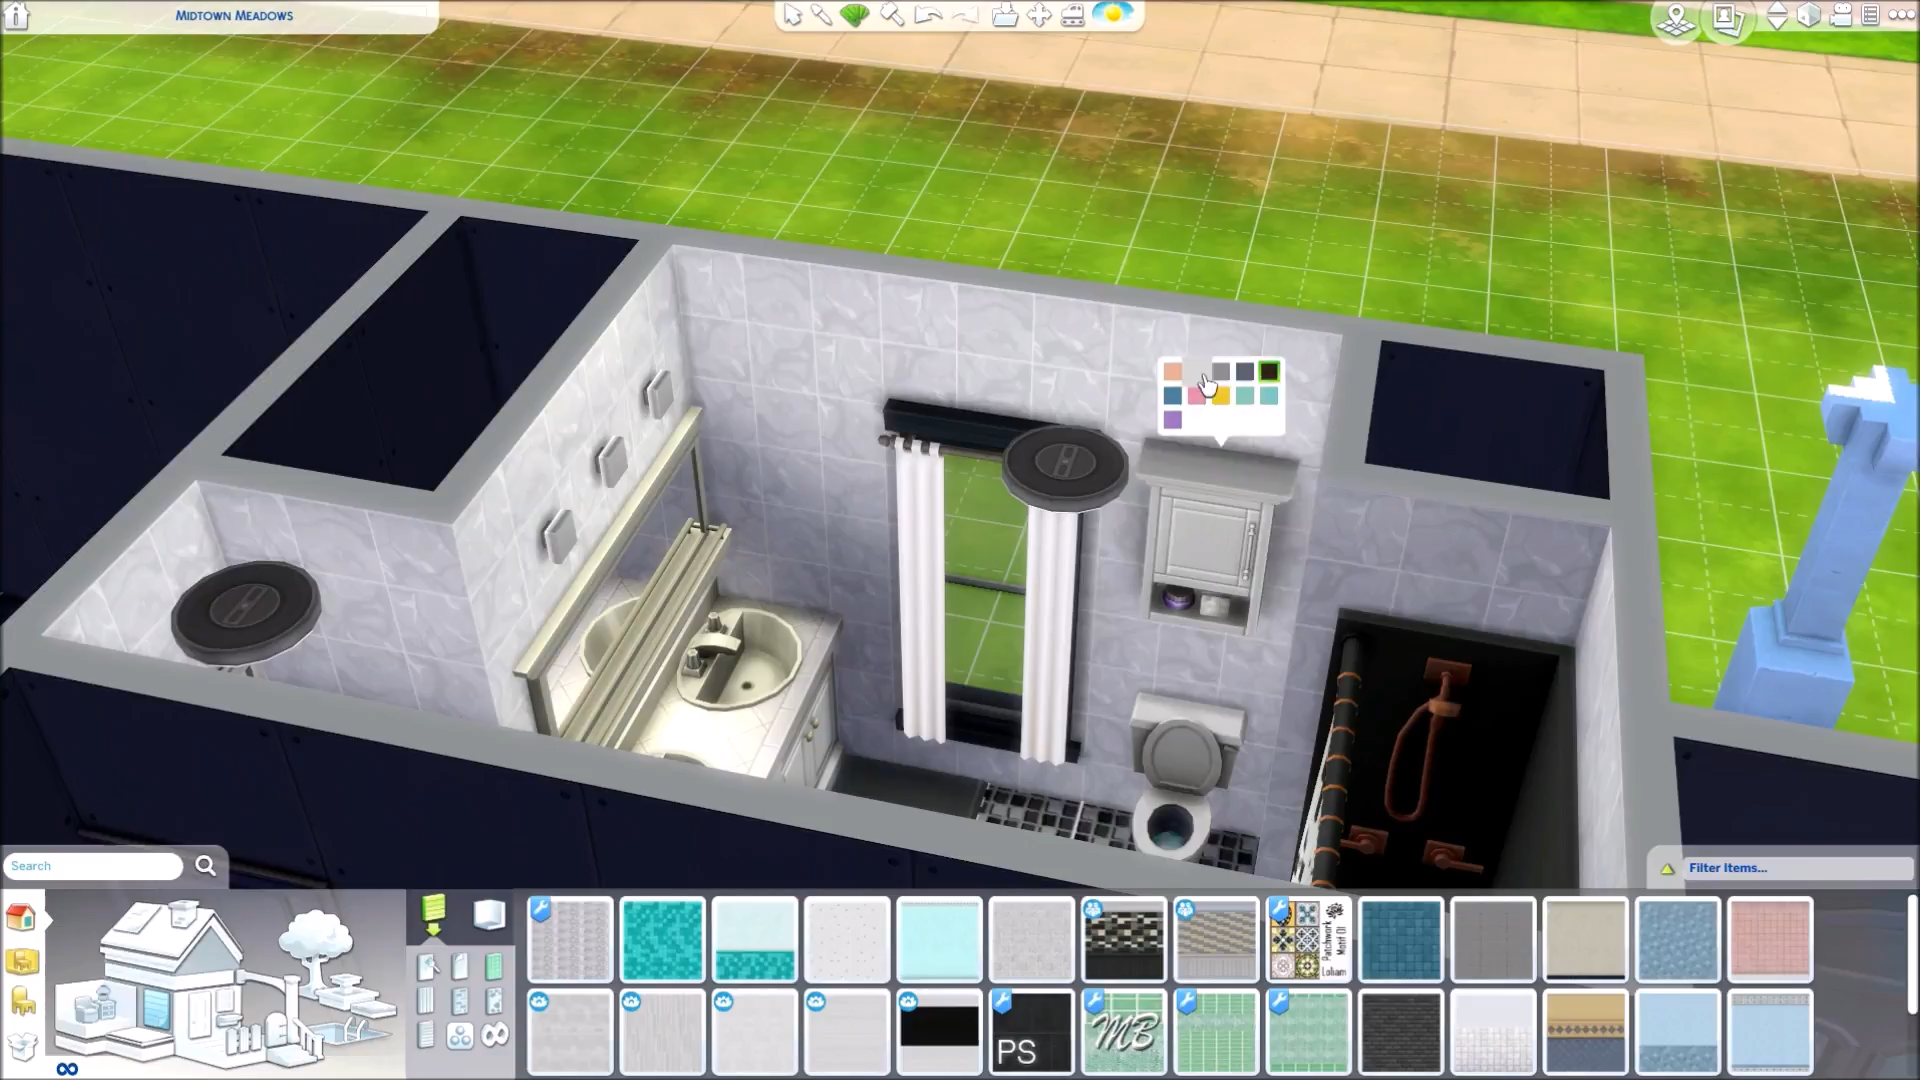 MIDTOWN MEADOWS
Search
Filter Items...
Patchwork
Motif 01
Loham
PS
MB